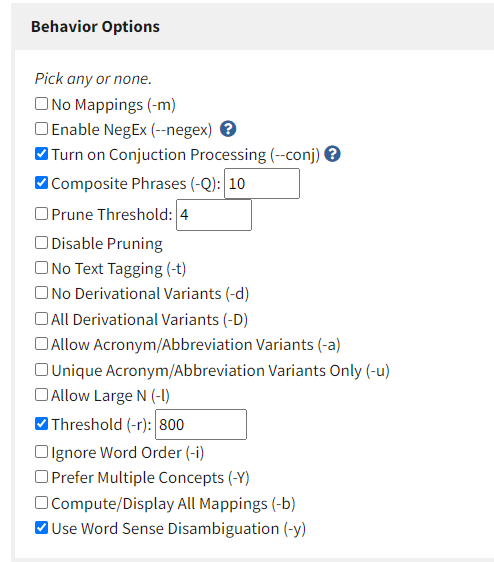 Behavior Options
Pick any or none.
No Mappings (-m)
Enable NegEx (--negex) ?
Turn on Conjuction Processing (--conj) ?
Composite Phrases (-Q): 10
Prune Threshold: 4
Disable Pruning
No Text Tagging (-t)
No Derivational Variants (-d)
All Derivational Variants (-D)
Allow Acronym/Abbreviation Variants (-a)
Unique Acronym/Abbreviation Variants Only (-u)
Allow Large N (-l)
Threshold (-r): 800
Ignore Word Order (-i)
Prefer Multiple Concepts (-Y)
Compute/Display All Mappings (-b)
Use Word Sense Disambiguation (-y)